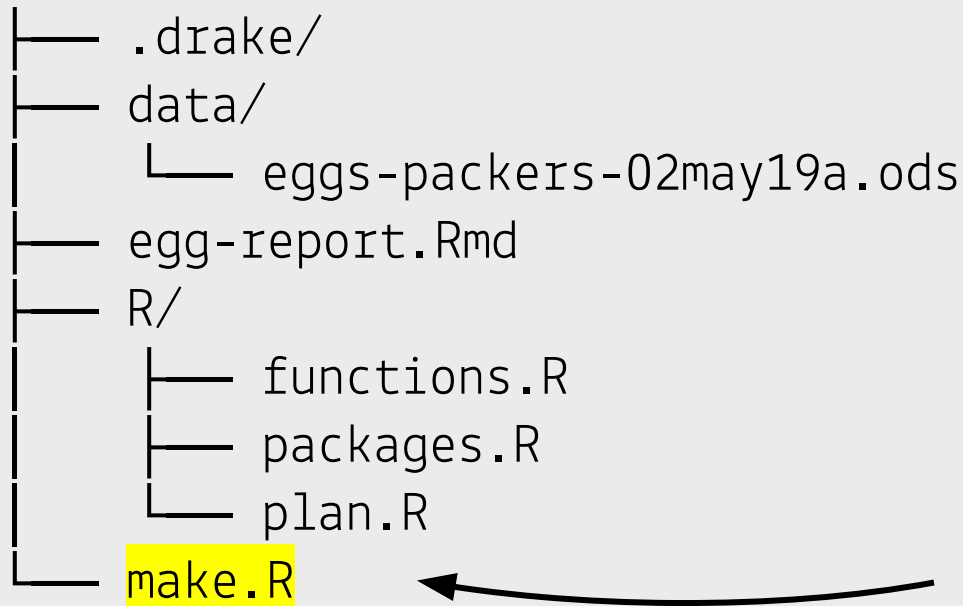 ├── .drake/
├── data/
│   └── eggs-packers-02may19a.ods
├── egg-report.Rmd
├── R/
│   ├── functions.R
│   ├── packages.R
│   └── plan.R
└── make.R